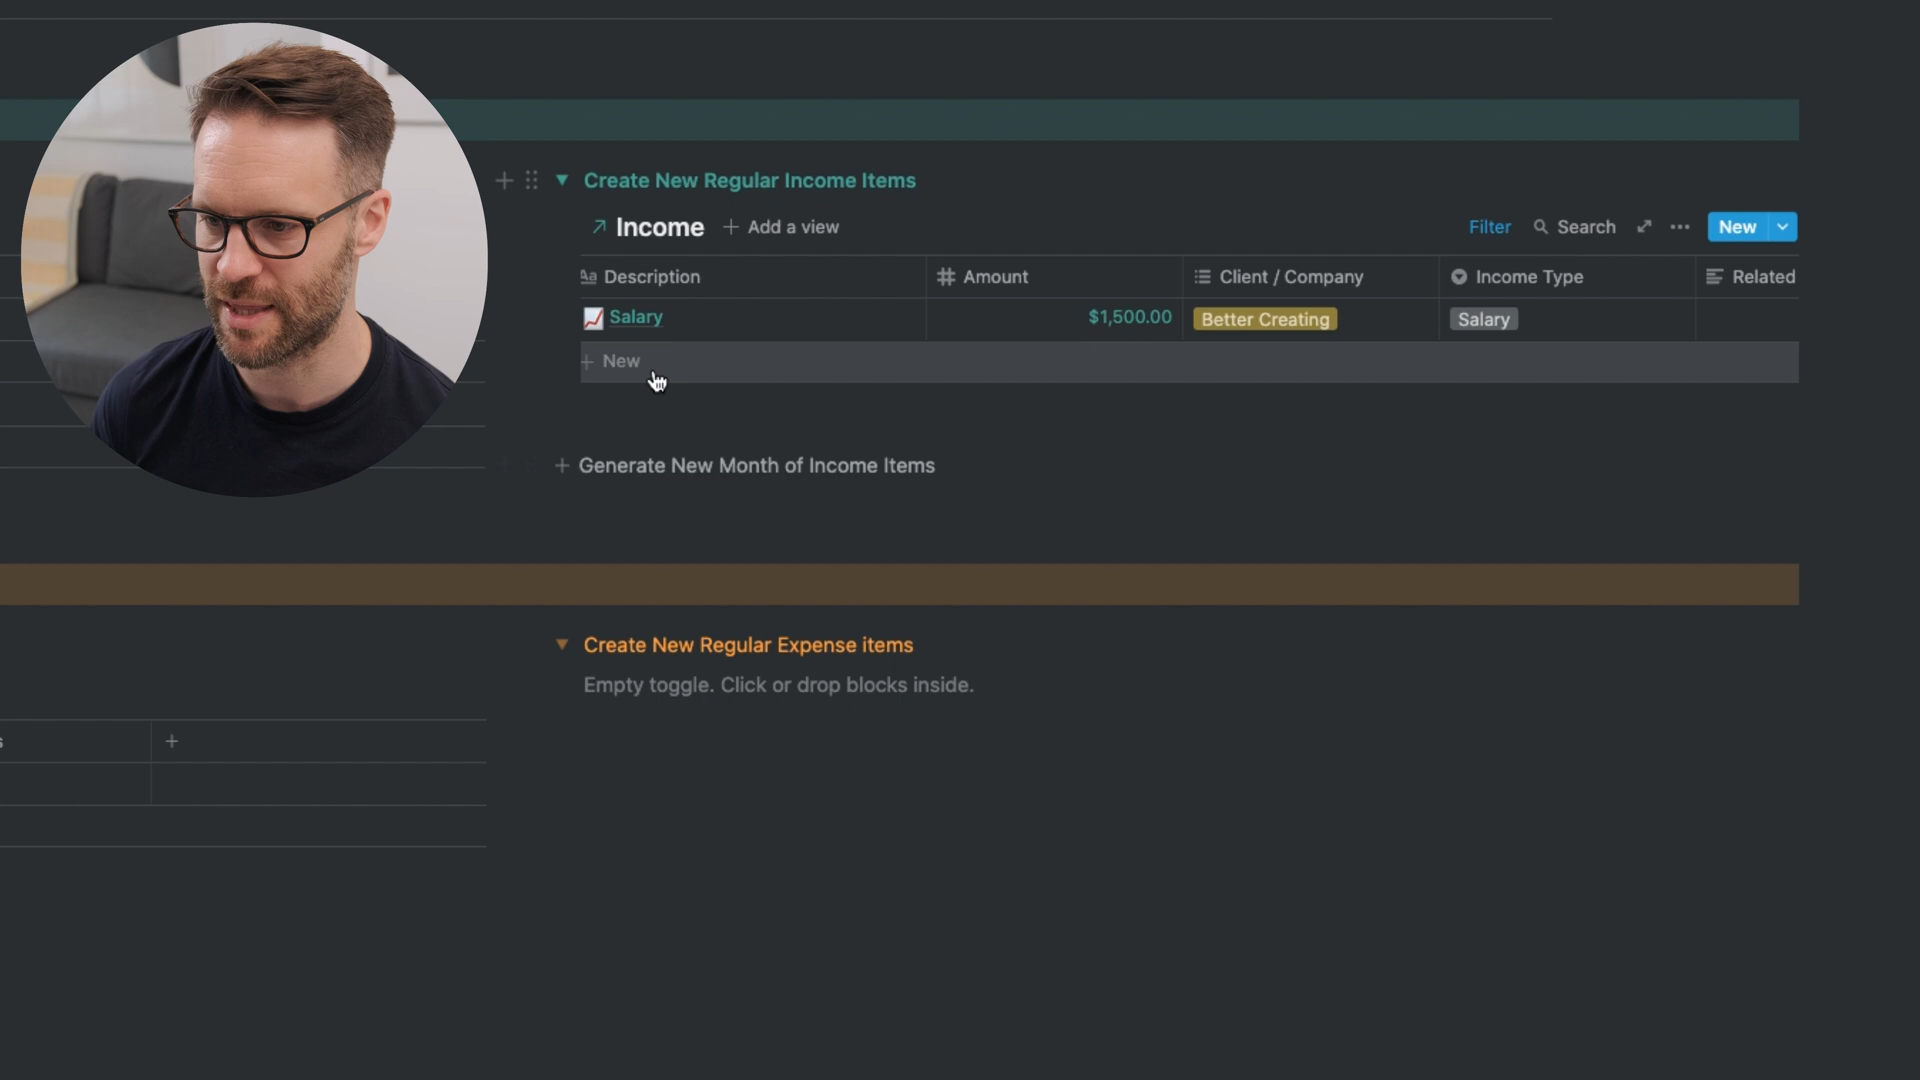 Create New Regular Income Items
Income + Add a view Filter Search ... New
Aa Description # Amount Client / Company Income Type Related
Salary $1,500.00 Better Creating Salary
+ New
+ Generate New Month of Income Items
Create New Regular Expense items
Empty toggle. Click or drop blocks inside.
s +